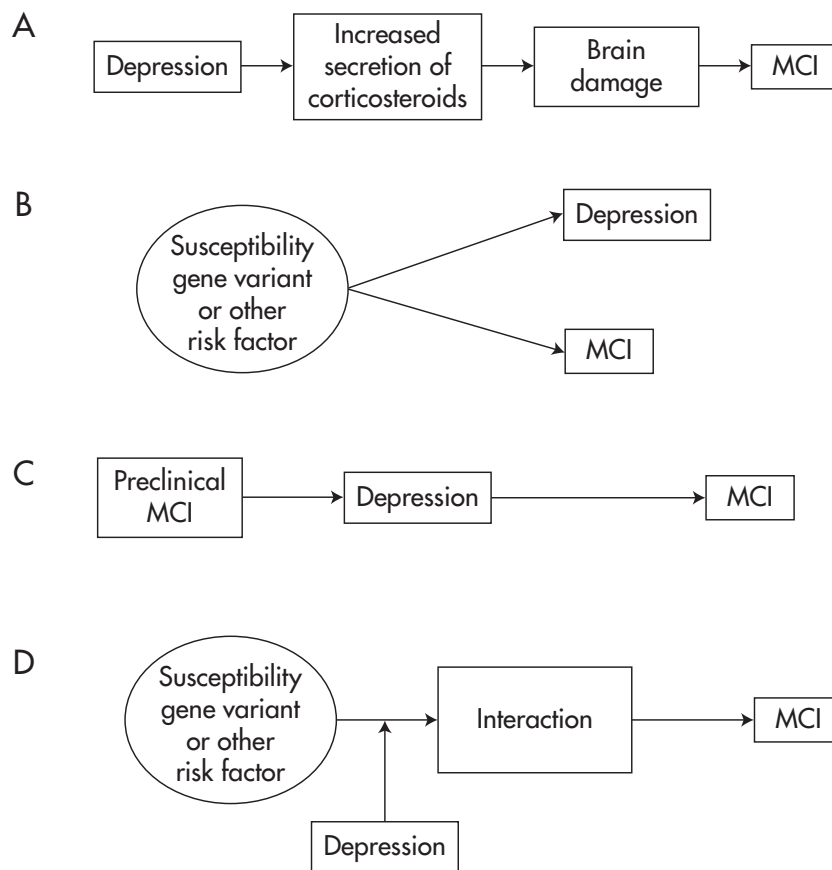 A
Depression
Increased
secretion of
corticosteroids
Brain
damage
MCI
B
Susceptibility
gene variant
or other
risk factor
Depression
MCI
C
Preclinical
MCI
Depression
MCI
D
Susceptibility
gene variant
or other
risk factor
Interaction
MCI
Depression